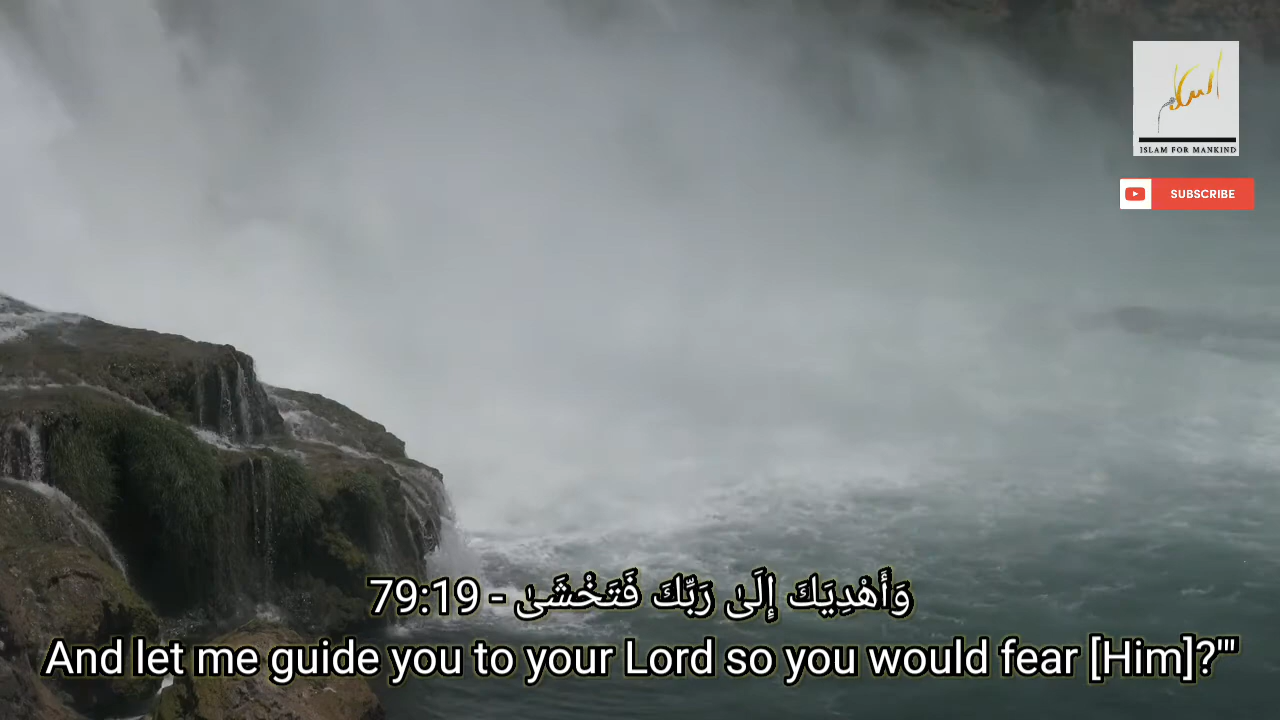 ISLAM FOR MANKIND
SUBSCRIBE
79:19 - وَأَهْدِيَكَ إِلَىٰ رَبِّكَ فَتَخْشَىٰ
And let me guide you to your Lord so you would fear [Him]?'"